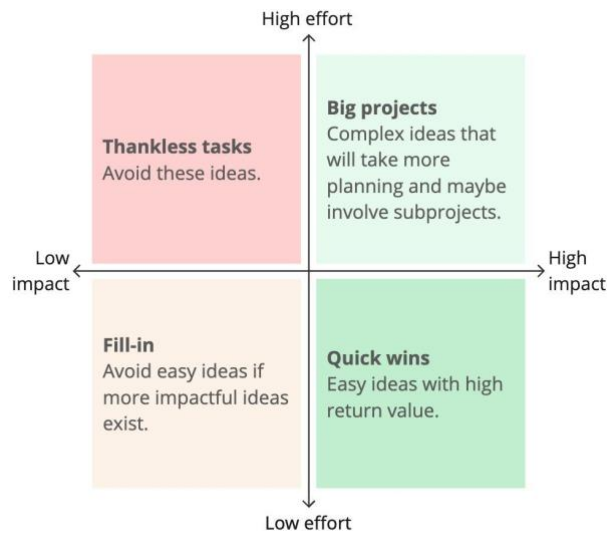 High effort
Thankless tasks
Avoid these ideas.
Big projects
Complex ideas that
will take more
planning and maybe
involve subprojects.
Low
impact
High
impact
Fill-in
Avoid easy ideas if
more impactful ideas
exist.
Quick wins
Easy ideas with high
return value.
Low effort